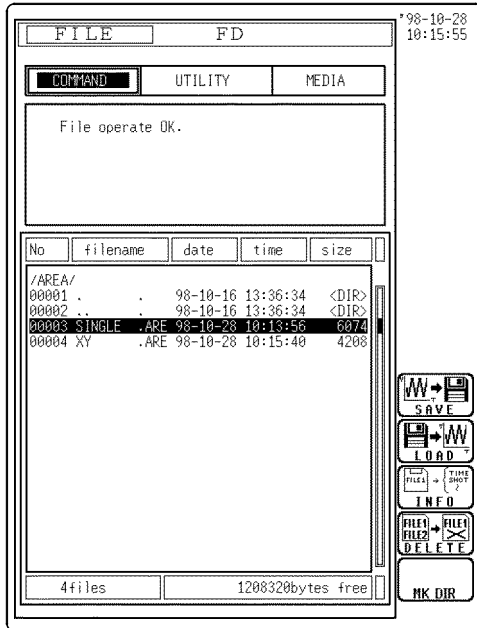 '98-10-28
10:15:55
FILE FD
COMMAND UTILITY MEDIA
File operate OK.
No filename date time size
/AREA/
00001 . . 98-10-16 13:36:34 <DIR>
00002 .. . 98-10-16 13:36:34 <DIR>
00003 SINGLE .ARE 98-10-28 10:13:56 6074
00004 XY .ARE 98-10-28 10:15:40 4208
4files 1208320bytes free
SAVE
LOAD
FILE1 TIME SHOT
INFO
FILE1 FILE2 FILE1
DELETE
MK DIR